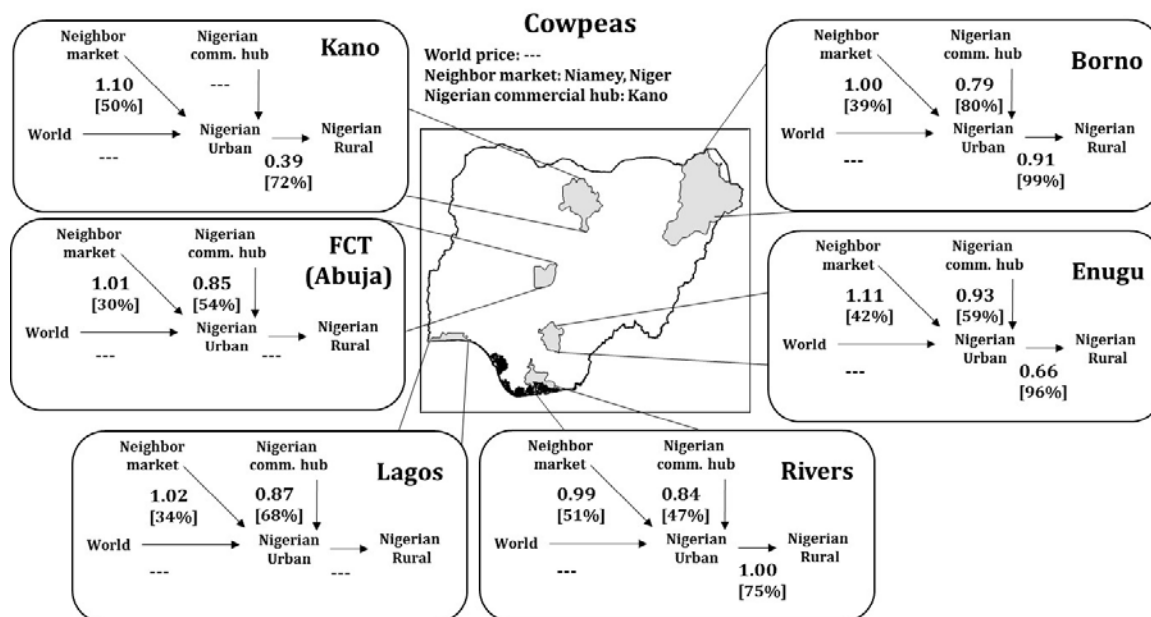 Cowpeas
World price: ---
Neighbor market: Niamey, Niger
Nigerian commercial hub: Kano
Kano
Neighbor
market
Nigerian
comm. hub
1.10
[50%]
---
World
Nigerian
Urban
Nigerian
Rural
---
0.39
[72%]
Borno
Neighbor
market
Nigerian
comm. hub
1.00
[39%]
0.79
[80%]
World
Nigerian
Urban
Nigerian
Rural
---
0.91
[99%]
FCT
(Abuja)
Neighbor
market
Nigerian
comm. hub
1.01
[30%]
0.85
[54%]
World
Nigerian
Urban
Nigerian
Rural
---
---
Enugu
Neighbor
market
Nigerian
comm. hub
1.11
[42%]
0.93
[59%]
World
Nigerian
Urban
Nigerian
Rural
---
0.66
[96%]
Lagos
Neighbor
market
Nigerian
comm. hub
1.02
[34%]
0.87
[68%]
World
Nigerian
Urban
Nigerian
Rural
---
---
Rivers
Neighbor
market
Nigerian
comm. hub
0.99
[51%]
0.84
[47%]
World
Nigerian
Urban
Nigerian
Rural
---
1.00
[75%]